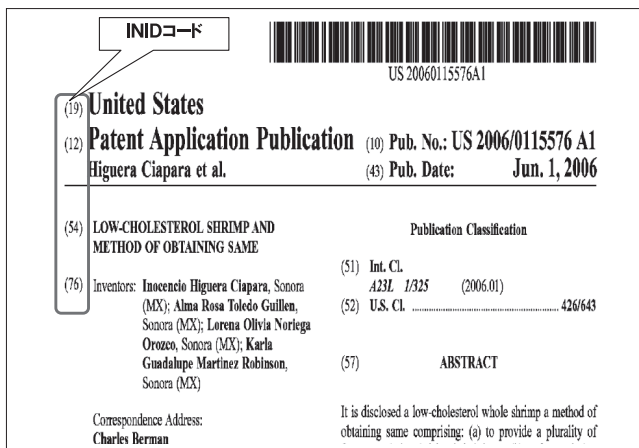 INIDコード
US 20060115576A1
(19) United States
(12) Patent Application Publication
Higuera Ciapara et al.
(10) Pub. No.: US 2006/0115576 A1
(43) Pub. Date: Jun. 1, 2006
(54) LOW-CHOLESTEROL SHRIMP AND
METHOD OF OBTAINING SAME
(76) Inventors: Inocencio Higuera Ciapara, Sonora
(MX); Alma Rosa Toledo Guillen,
Sonora (MX); Lorena Olivia Noriega
Orozco, Sonora (MX); Karla
Guadalupe Martinez Robinson,
Sonora (MX)
Correspondence Address:
Charles Berman
Publication Classification
(51) Int. Cl.
A23L 1/325 (2006.01)
(52) U.S. Cl. .............................................................. 426/643
(57) ABSTRACT
It is disclosed a low-cholesterol whole shrimp a method of
obtaining same comprising: (a) to provide a plurality of